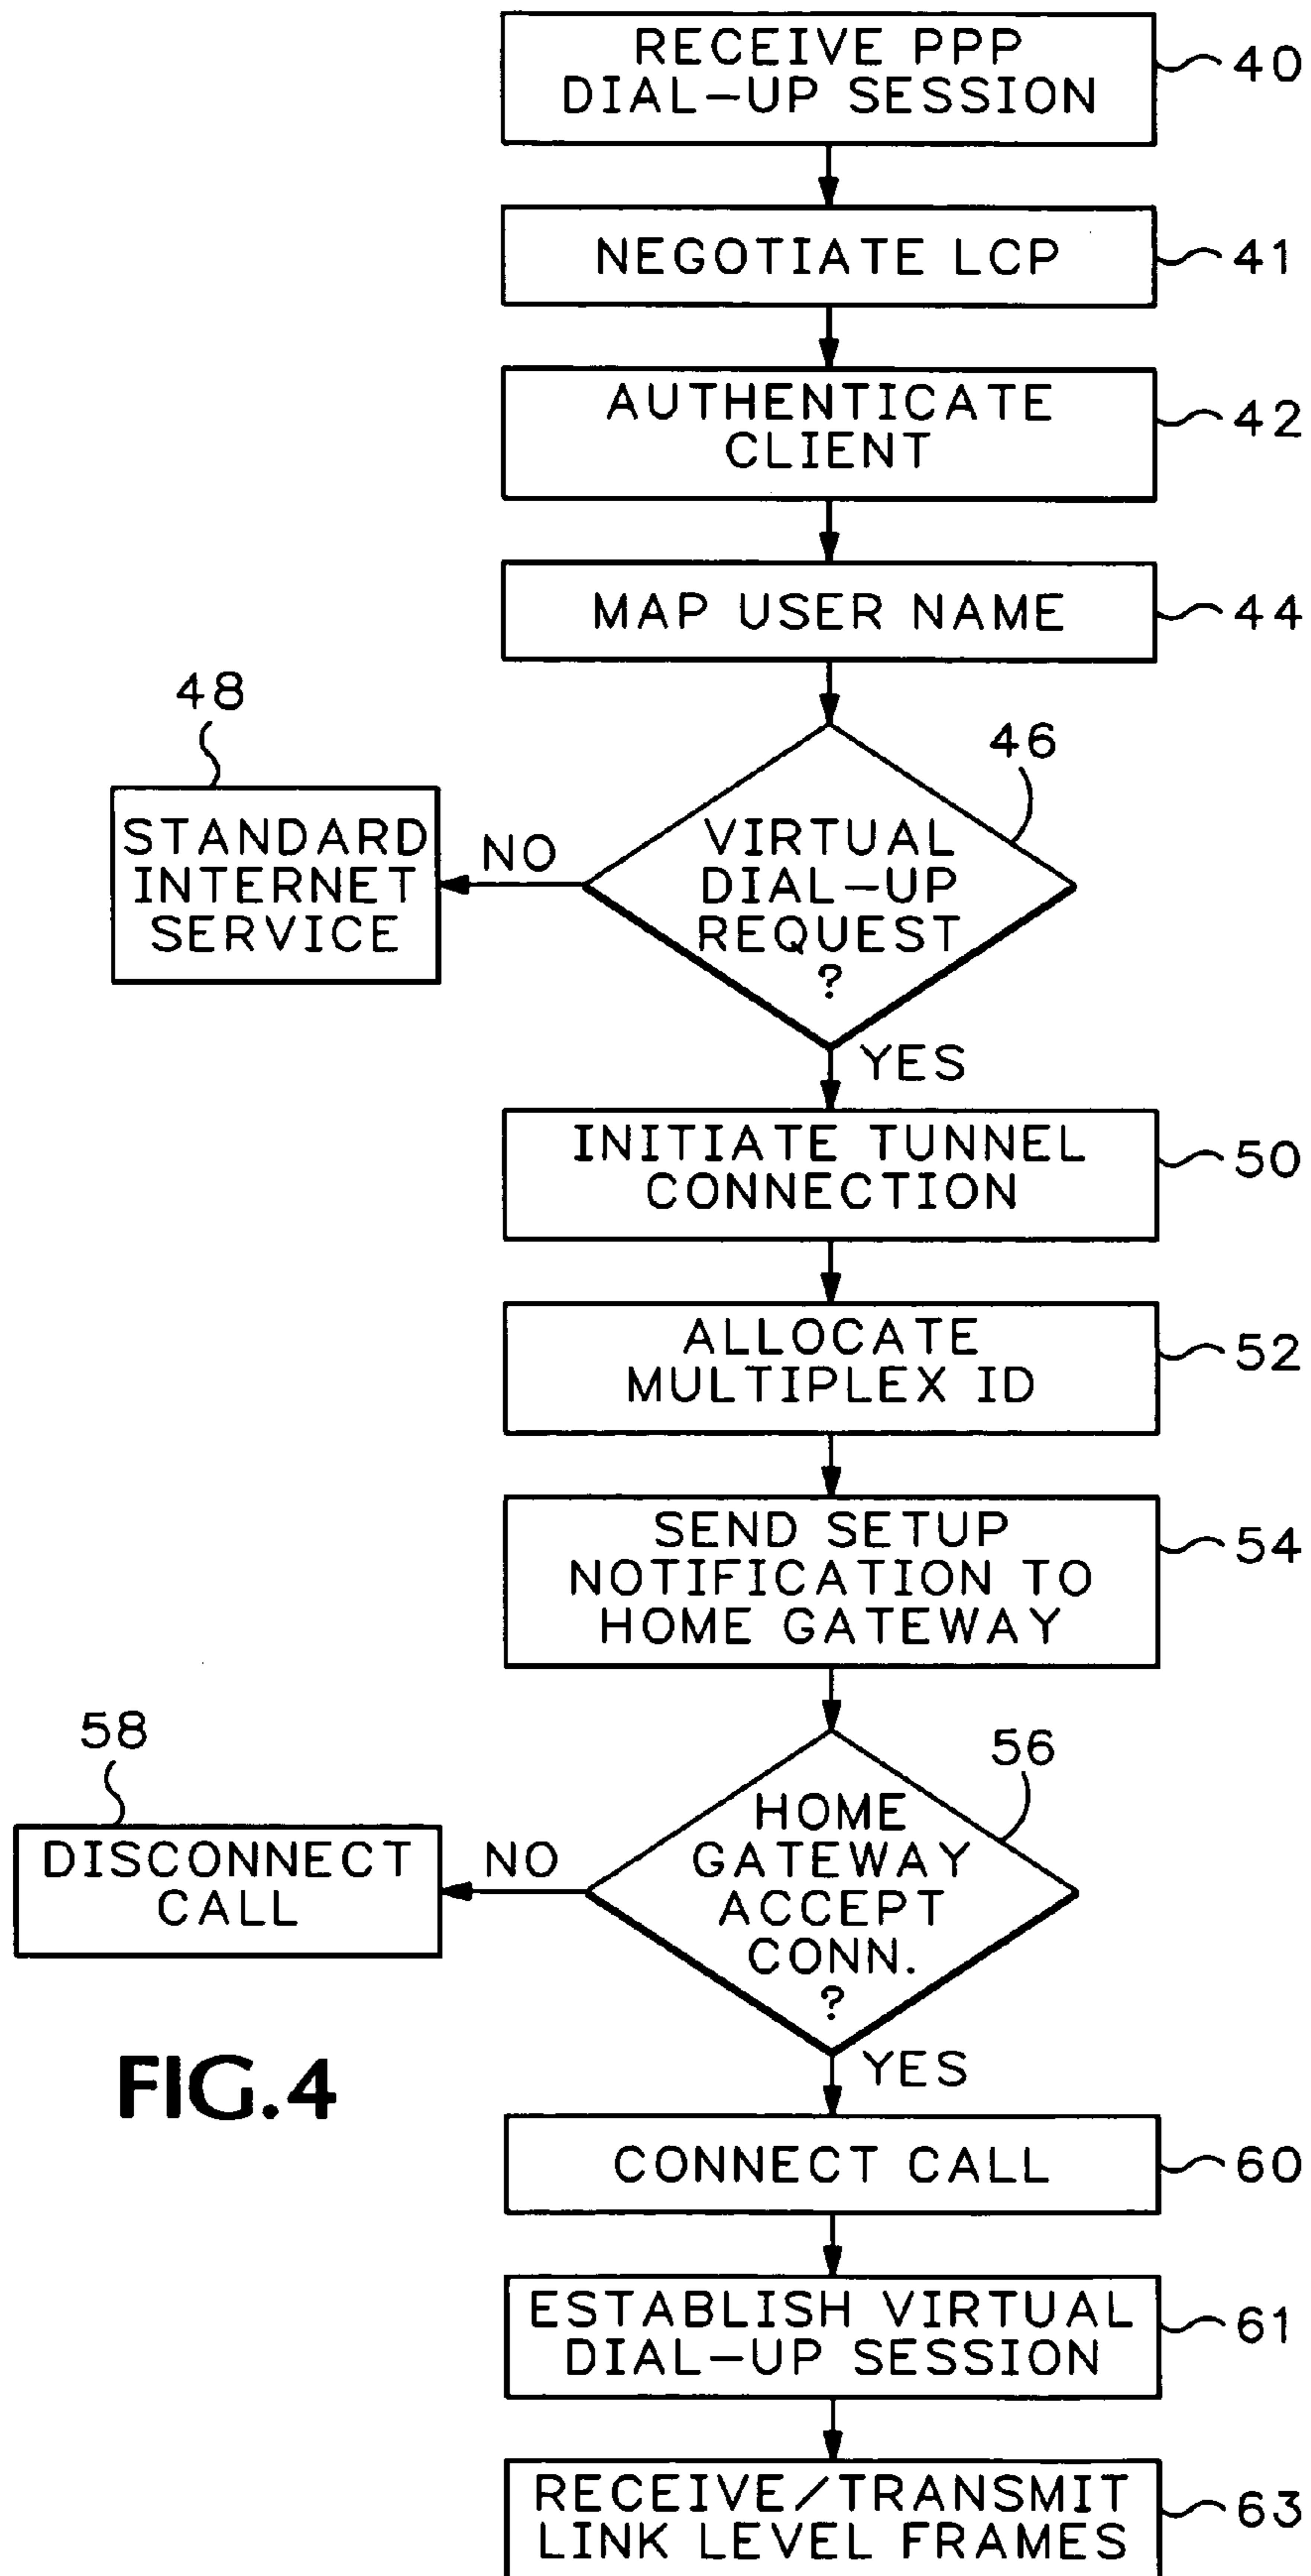 RECEIVE PPP
DIAL-UP SESSION
40
NEGOTIATE LCP
41
AUTHENTICATE
CLIENT
42
MAP USER NAME
44
48
STANDARD
INTERNET
SERVICE
NO
46
VIRTUAL
DIAL-UP
REQUEST
?
YES
INITIATE TUNNEL
CONNECTION
50
ALLOCATE
MULTIPLEX ID
52
SEND SETUP
NOTIFICATION TO
HOME GATEWAY
54
58
DISCONNECT
CALL
NO
56
HOME
GATEWAY
ACCEPT
CONN.
?
YES
FIG.4
CONNECT CALL
60
ESTABLISH VIRTUAL
DIAL-UP SESSION
61
RECEIVE/TRANSMIT
LINK LEVEL FRAMES
63